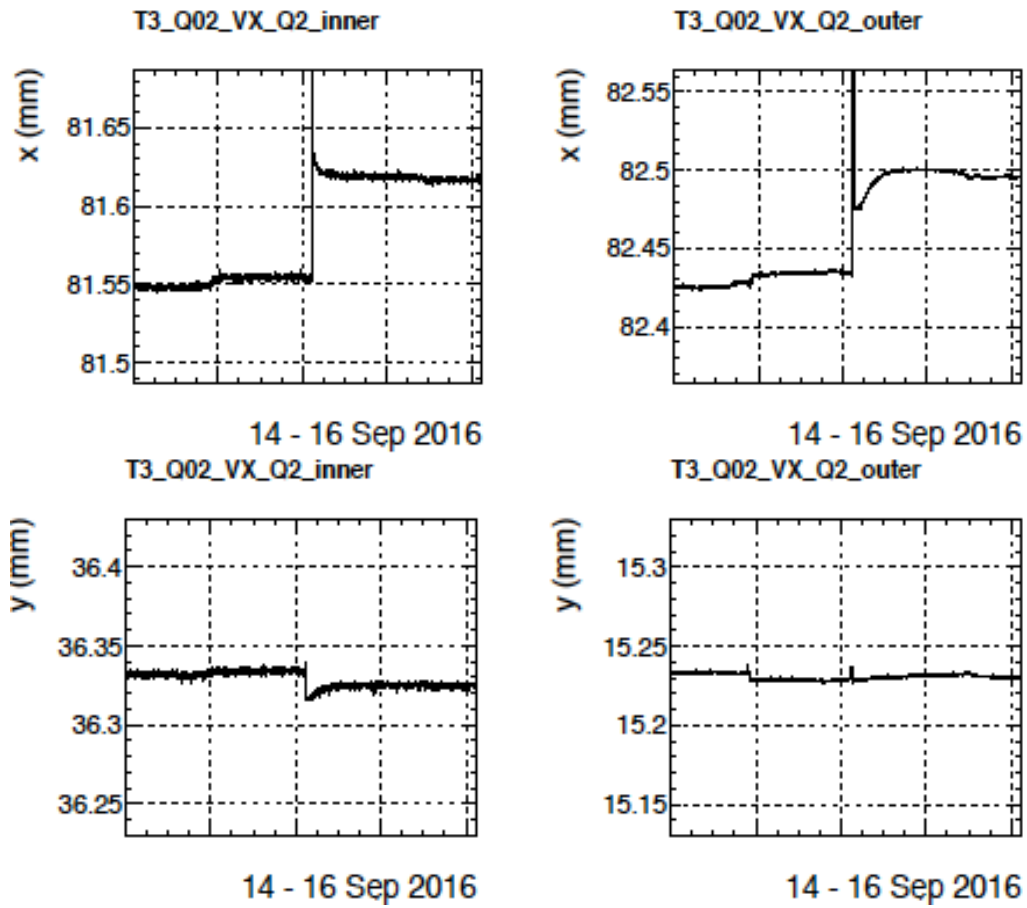 T3_Q02_VX_Q2_inner
x (mm)
81.65
81.6
81.55
81.5
14 - 16 Sep 2016
T3_Q02_VX_Q2_outer
x (mm)
82.55
82.5
82.45
82.4
14 - 16 Sep 2016
T3_Q02_VX_Q2_inner
y (mm)
36.4
36.35
36.3
36.25
14 - 16 Sep 2016
T3_Q02_VX_Q2_outer
y (mm)
15.3
15.25
15.2
15.15
14 - 16 Sep 2016